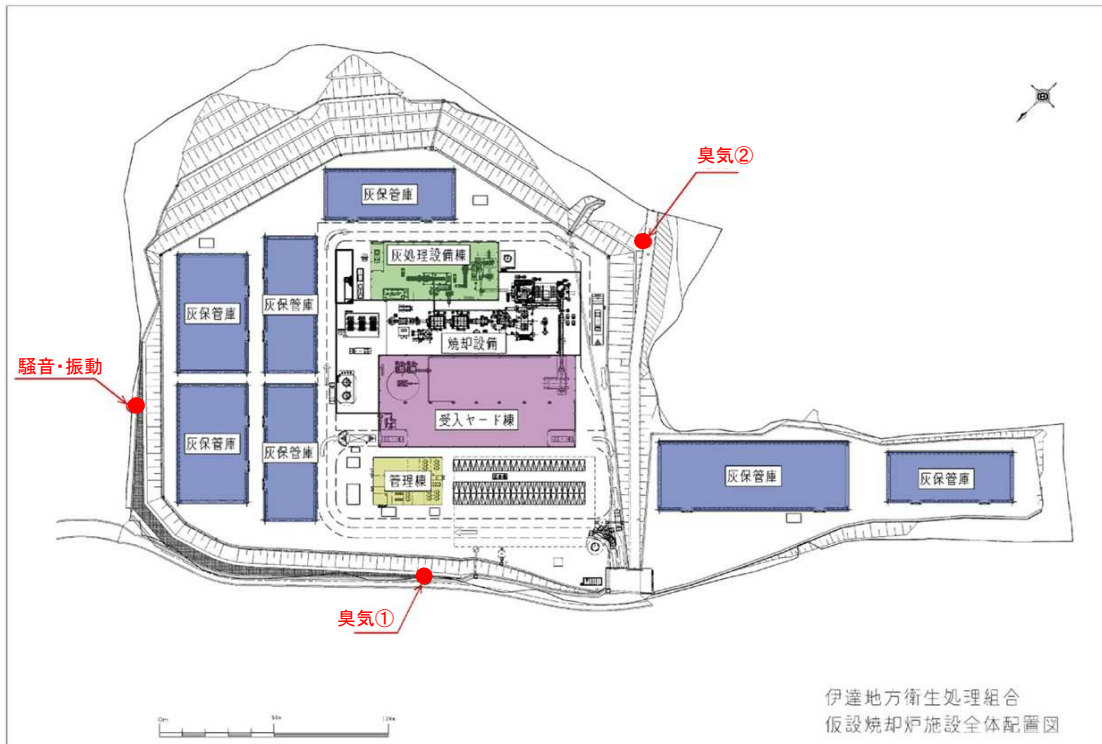 臭気②
灰保管庫
灰処理設備棟
灰保管庫
灰保管庫
焼却設備
騒音・振動
受入ヤード棟
灰保管庫
灰保管庫
管理棟
灰保管庫
灰保管庫
臭気①
伊達地方衛生処理組合
仮設焼却炉施設全体配置図